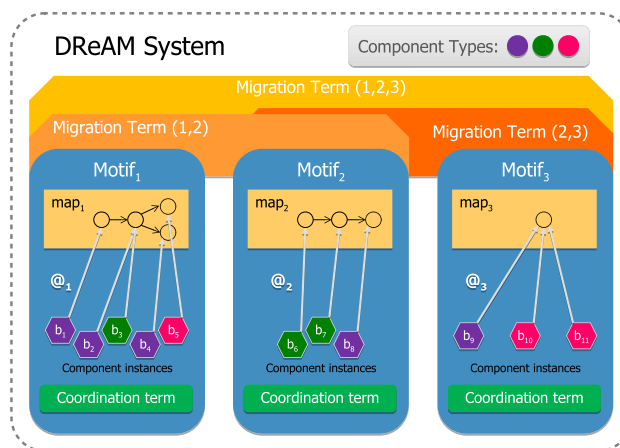 DReAM System
Component Types:
Migration Term (1,2,3)
Migration Term (1,2)
Migration Term (2,3)
Motif₁
Motif₂
Motif₃
map₁
map₂
map₃
@₁
@₂
@₃
b₁
b₂
b₃
b₄
b₅
b₆
b₇
b₈
b₉
b₁₀
b₁₁
Component instances
Component instances
Component instances
Coordination term
Coordination term
Coordination term